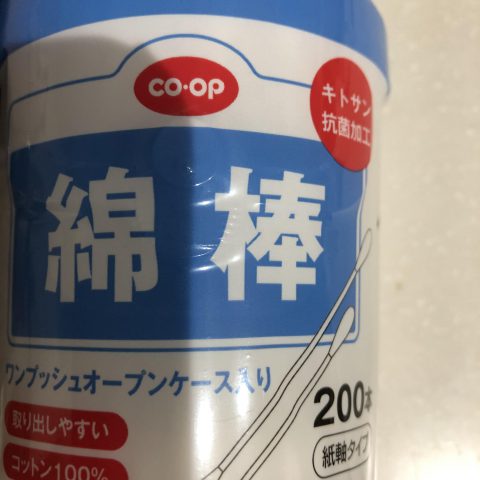 CO·OP
キトサン
抗菌加工
綿棒
ワンプッシュオープンケース入り
200本
取り出しやすい
紙軸タイプ
コットン100%